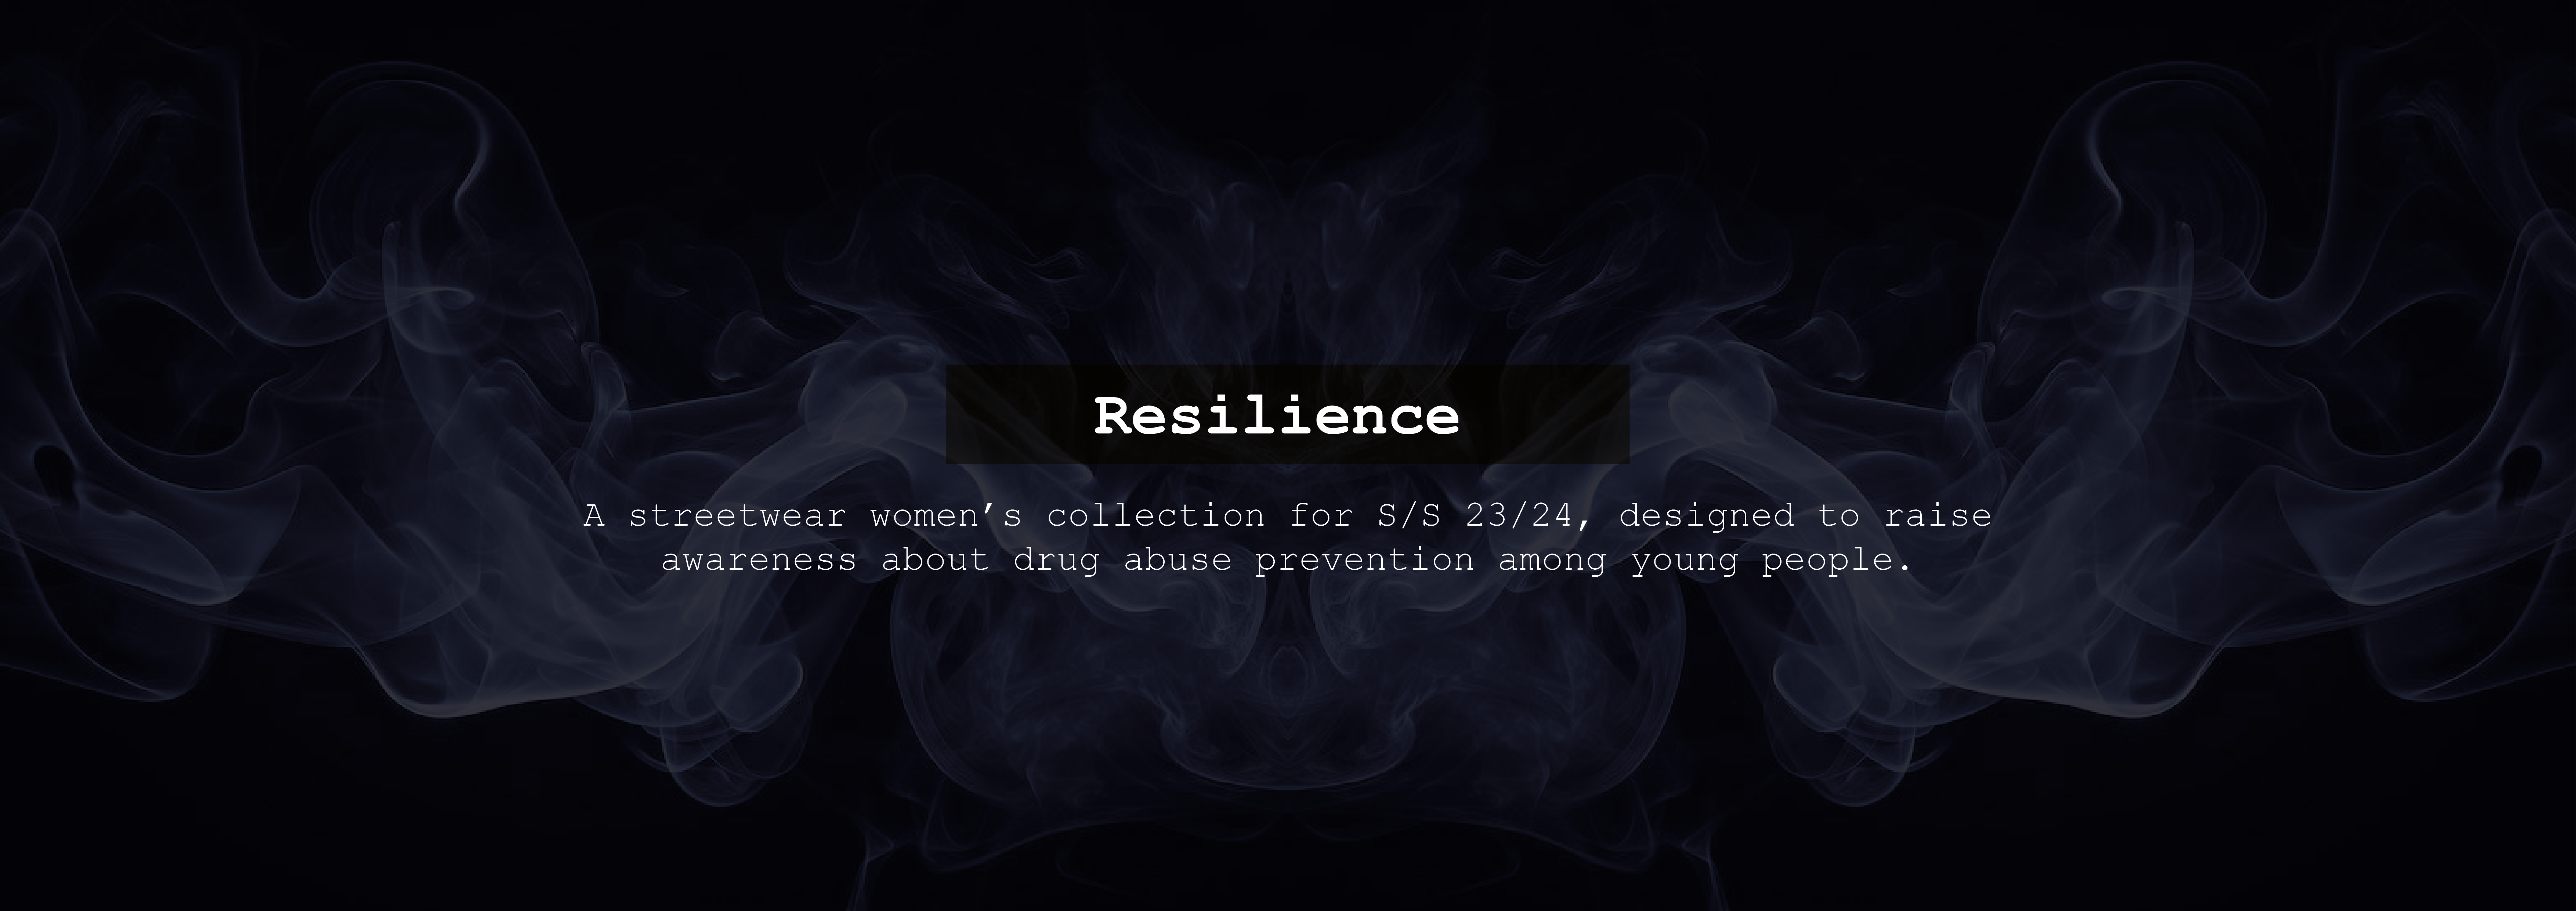 Resilience
A streetwear women’s collection for S/S 23/24, designed to raise
awareness about drug abuse prevention among young people.